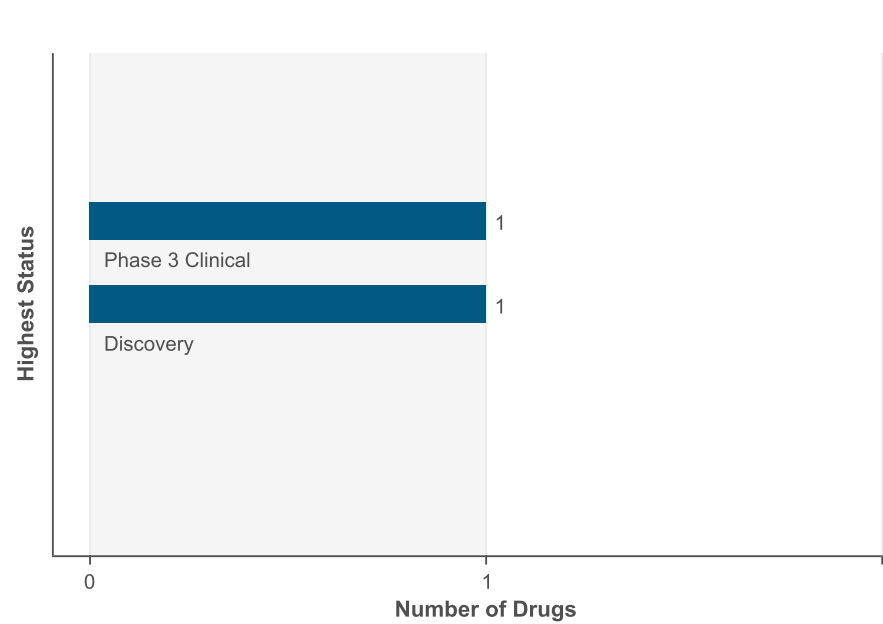 Highest Status
1
Phase 3 Clinical
1
Discovery
0
1
Number of Drugs